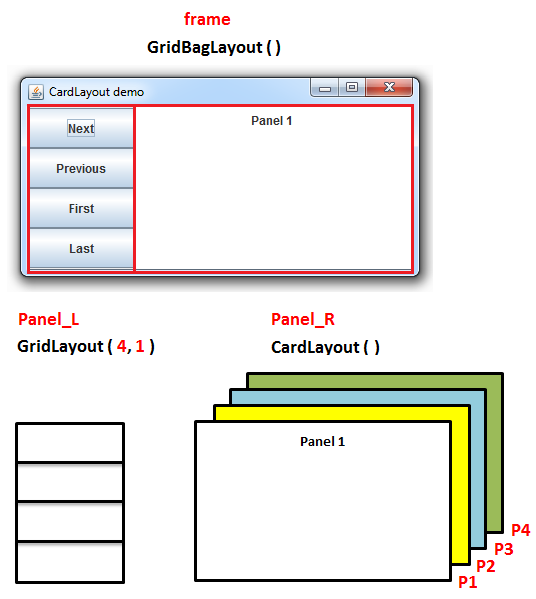 frame
GridBagLayout ( )
CardLayout demo
Next
Panel 1
Previous
First
Last
Panel_L
Panel_R
GridLayout ( 4, 1 )
CardLayout ( )
Panel 1
P4
P3
P2
P1